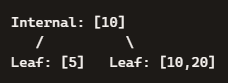 Internal: [10]
/ \
Leaf: [5] Leaf: [10,20]